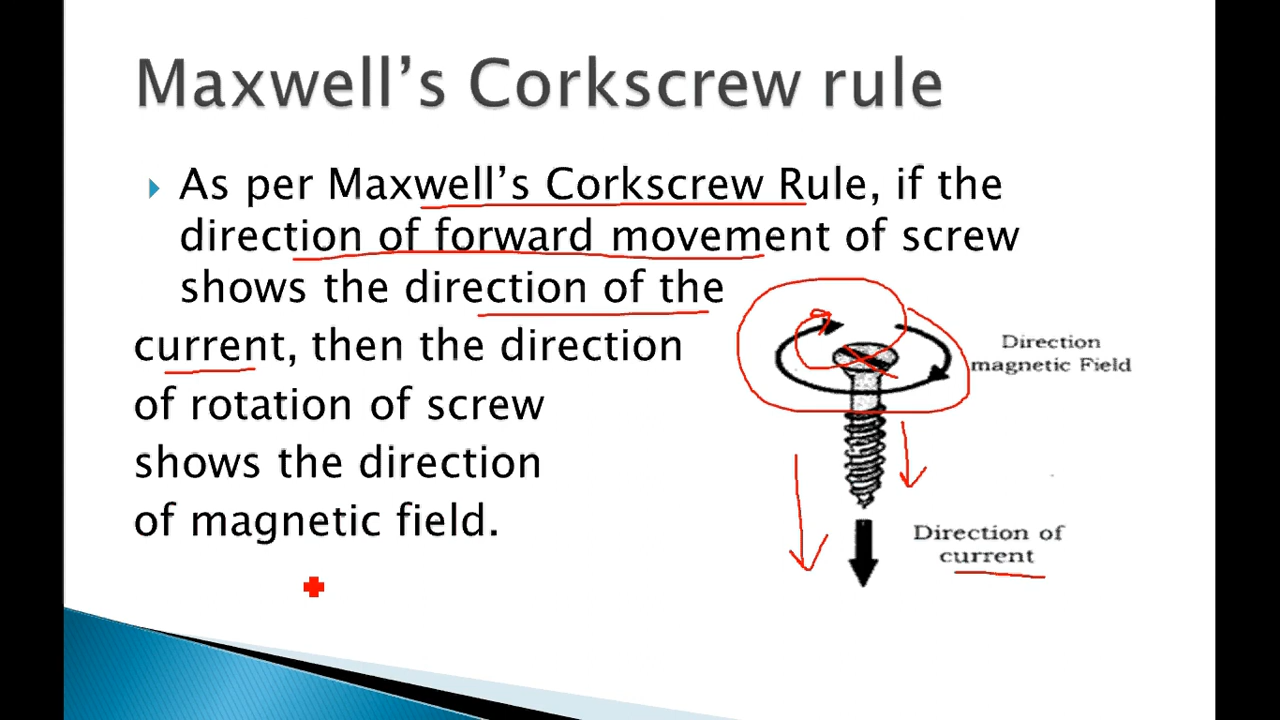 Maxwell’s Corkscrew rule
As per Maxwell’s Corkscrew Rule, if the
direction of forward movement of screw
shows the direction of the
current, then the direction
of rotation of screw
shows the direction
of magnetic field.
Direction
magnetic Field
Direction of
current